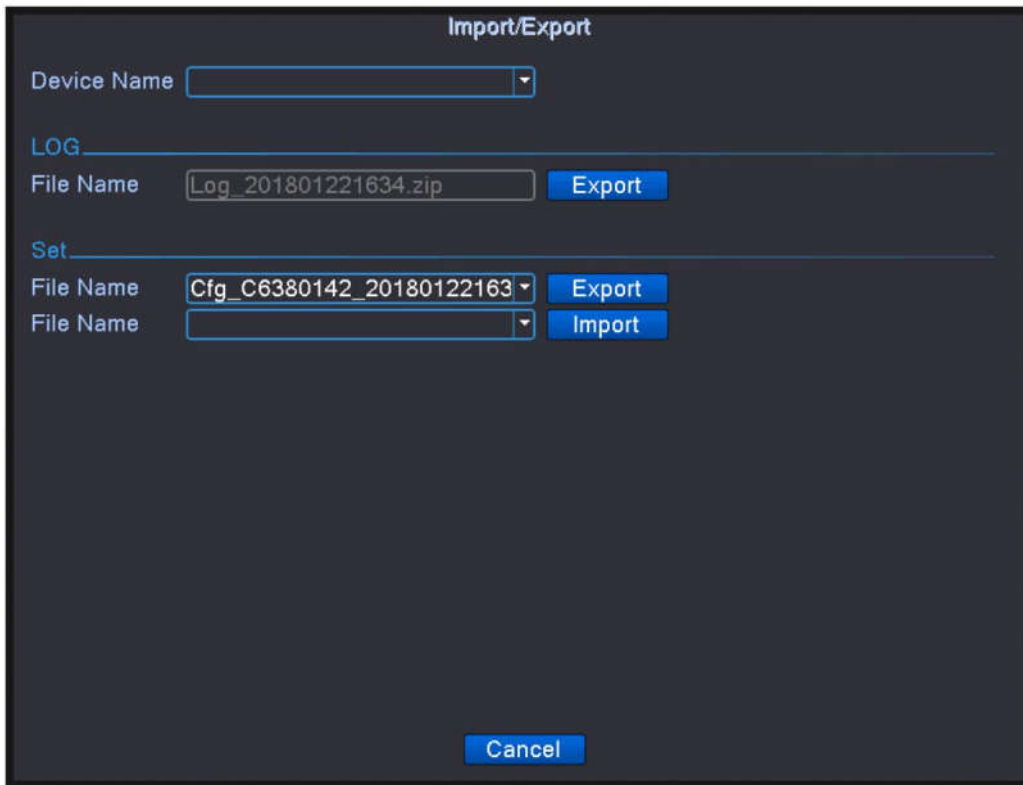 Import/Export
Device Name
LOG
File Name Log_201801221634.zip Export
Set
File Name Cfg_C6380142_20180122163 Export
File Name Import
Cancel